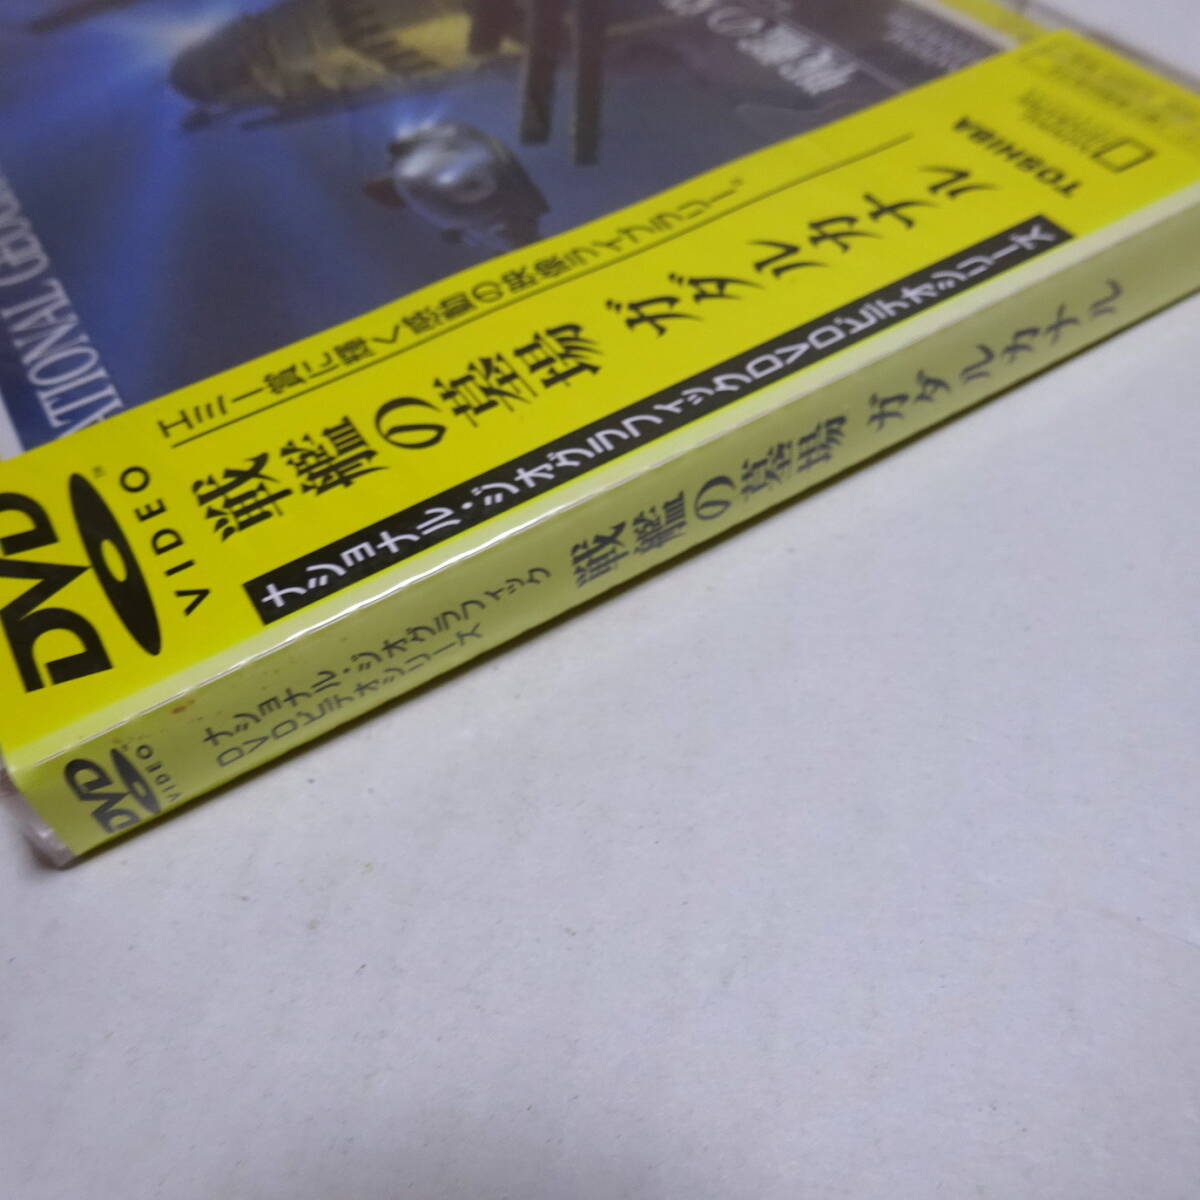 NATIONAL GEOGR
エミー賞に輝く感動の映像ライブラリー。
戦艦の墓場 ガダルカナル
ナショナル・ジオグラフィックDVDビデオシリーズ
DVD
VIDEO
TM
TOSHIBA
ナショナル・ジオグラフィック
DVDビデオシリーズ
戦艦の墓場 ガダルカナル
DVD
VIDEO